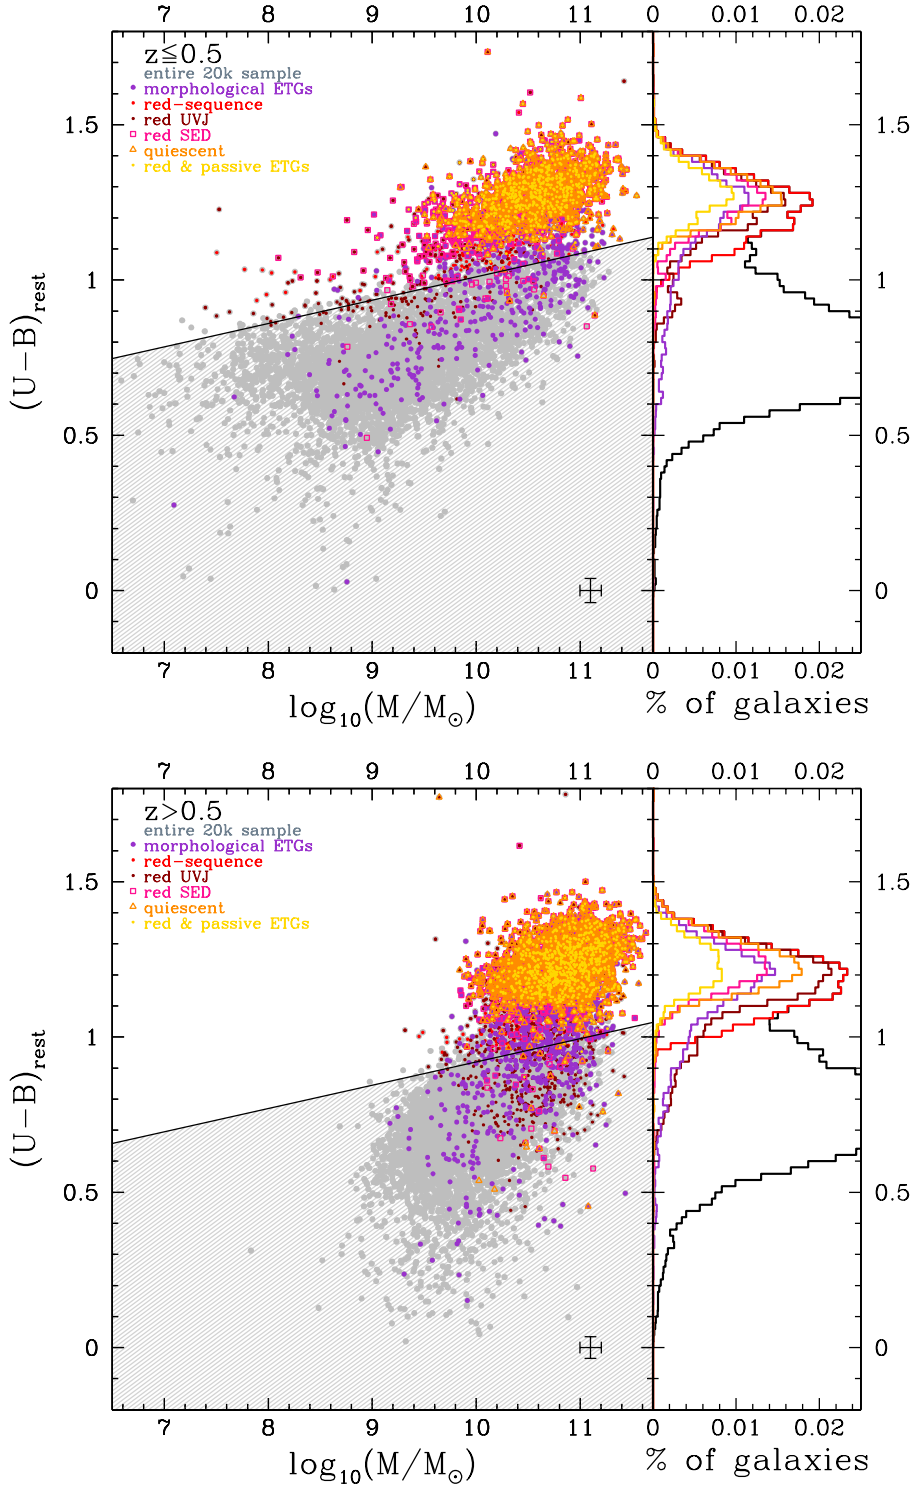 7 8 9 10 11 0 0.01 0.02
z≦0.5
entire 20k sample
morphological ETGs
red-sequence
red UVJ
red SED
quiescent
red & passive ETGs
1.5 1.5
1 1
0.5 0.5
0 0
(U−B)rest
7 8 9 10 11 0 0.01 0.02
log10(M/M⊙) % of galaxies
7 8 9 10 11 0 0.01 0.02
z>0.5
entire 20k sample
morphological ETGs
red-sequence
red UVJ
red SED
quiescent
red & passive ETGs
1.5 1.5
1 1
0.5 0.5
0 0
(U−B)rest
7 8 9 10 11 0 0.01 0.02
log10(M/M⊙) % of galaxies